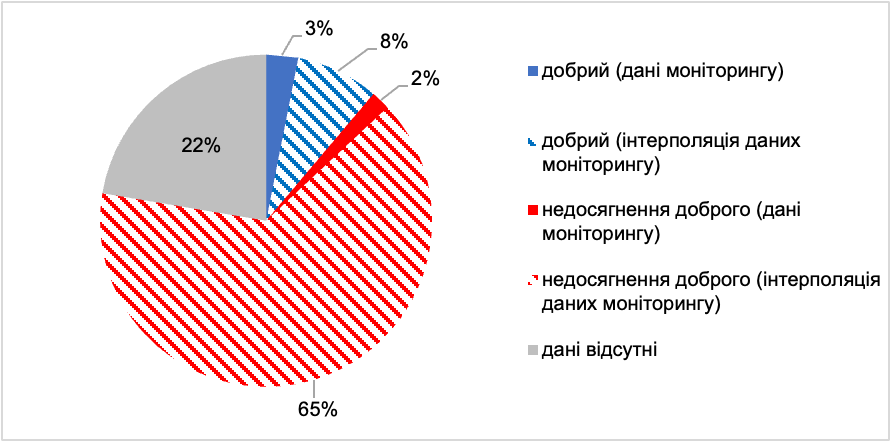 3%
8%
2%
22%
65%
добрий (дані моніторингу)
добрий (інтерполяція даних
моніторингу)
недосягнення доброго (дані
моніторингу)
недосягнення доброго (інтерполяція
даних моніторингу)
дані відсутні